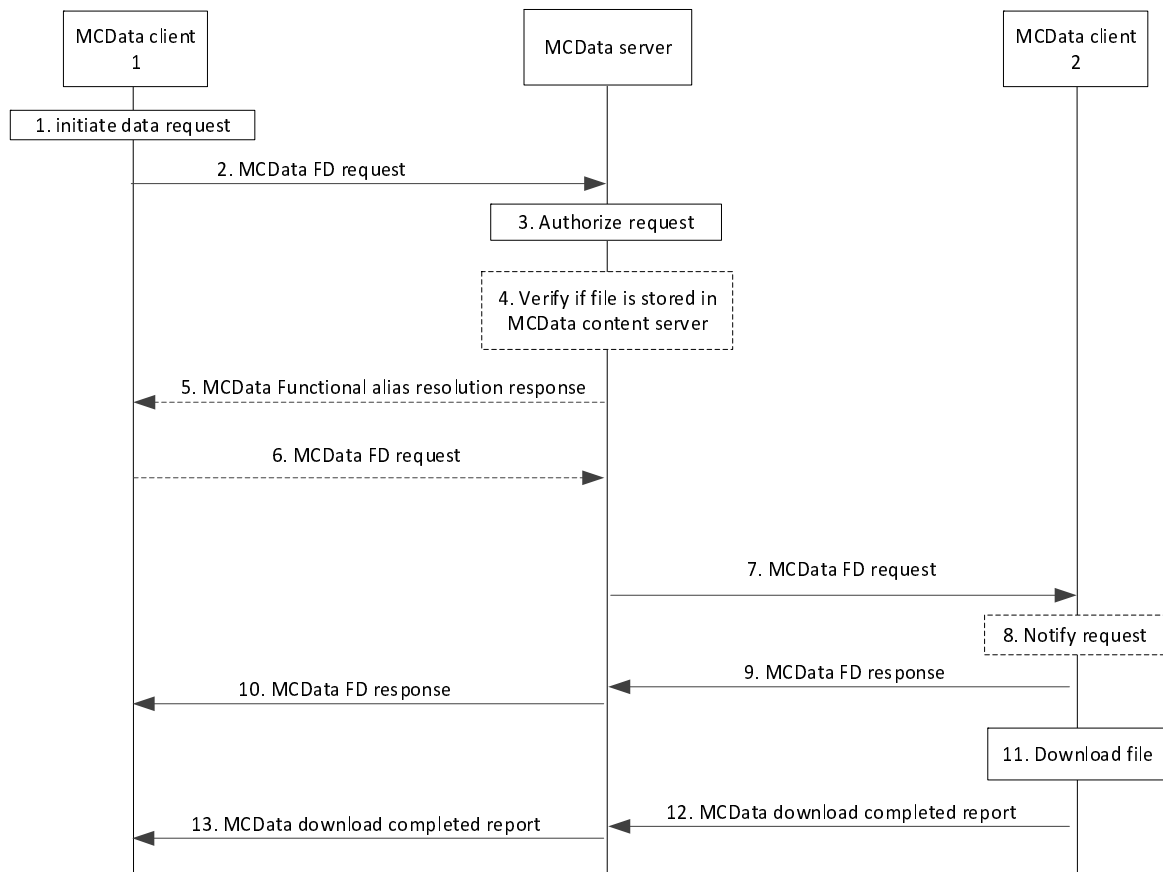 MCData client
1
MCData server
MCData client
2
1. initiate data request
2. MCData FD request
3. Authorize request
4. Verify if file is stored in
MCData content server
5. MCData Functional alias resolution response
6. MCData FD request
7. MCData FD request
8. Notify request
9. MCData FD response
10. MCData FD response
11. Download file
12. MCData download completed report
13. MCData download completed report